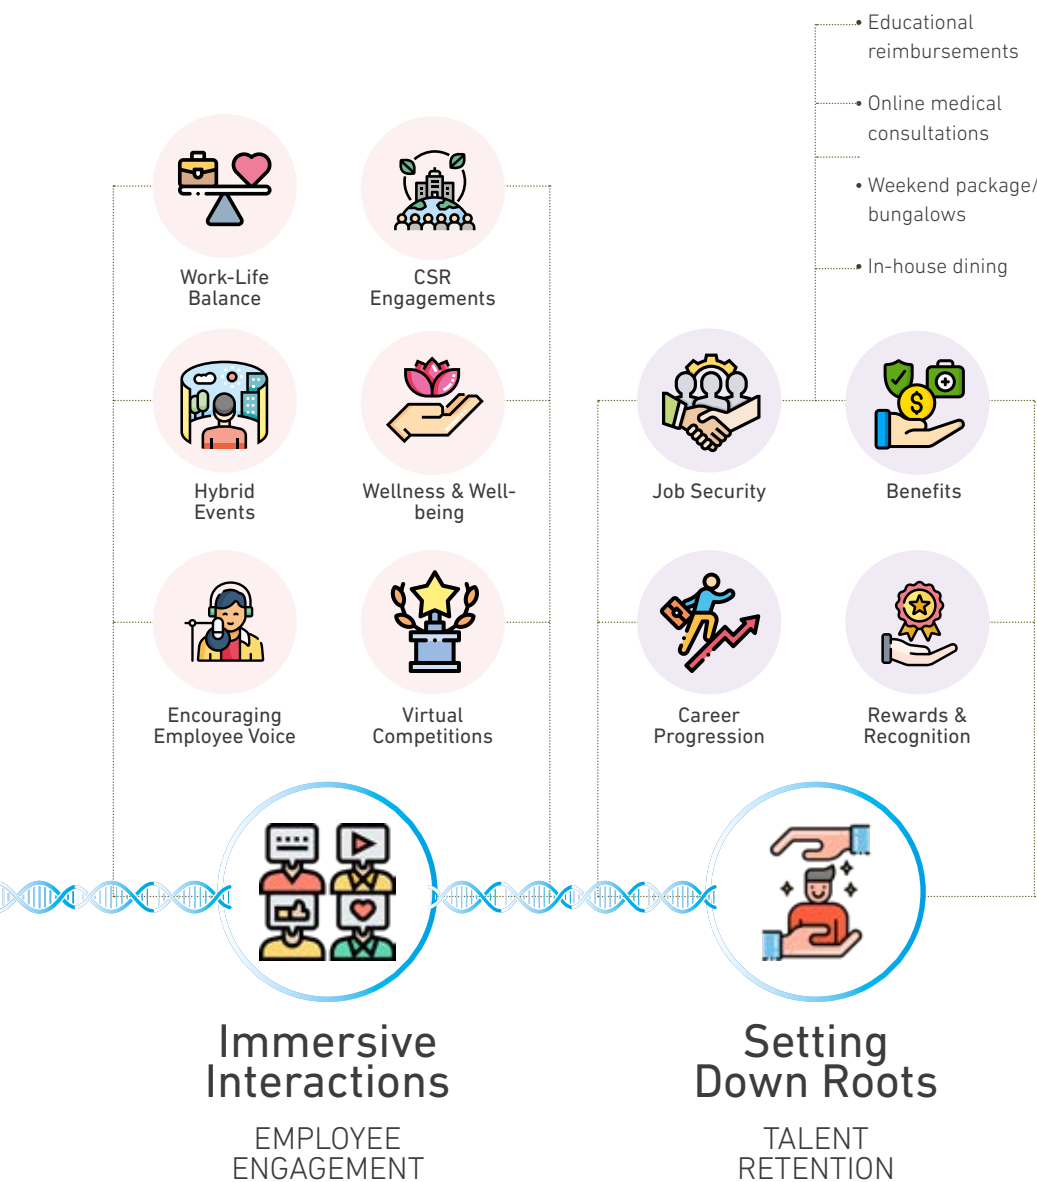 • Educational
reimbursements
• Online medical
consultations
• Weekend package/
bungalows
• In-house dining
Work-Life
Balance
CSR
Engagements
Hybrid
Events
Wellness & Well-
being
Job Security
Benefits
Encouraging
Employee Voice
Virtual
Competitions
Career
Progression
Rewards &
Recognition
Immersive
Interactions
EMPLOYEE
ENGAGEMENT
Setting
Down Roots
TALENT
RETENTION